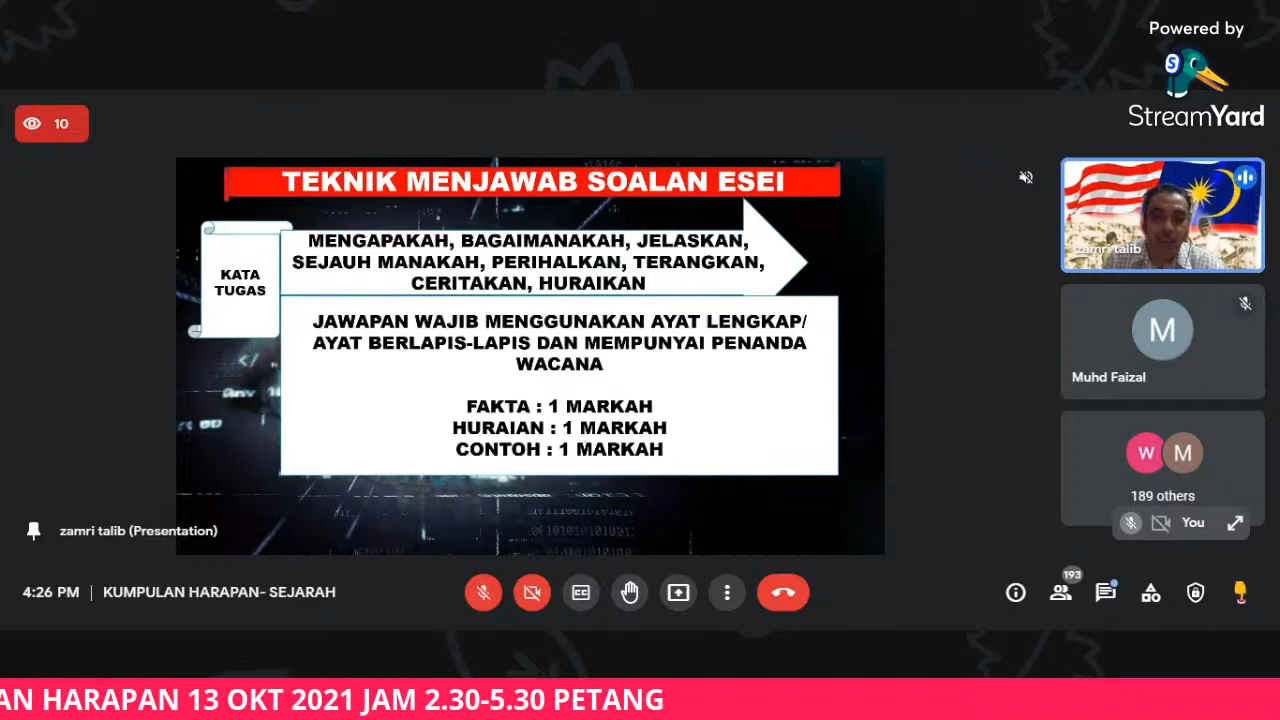 Powered by
StreamYard
10
TEKNIK MENJAWAB SOALAN ESEI
KATA
TUGAS
MENGAPAKAH, BAGAIMANAKAH, JELASKAN,
SEJAUH MANAKAH, PERIHALKAN, TERANGKAN,
CERITAKAN, HURAIKAN
JAWAPAN WAJIB MENGGUNAKAN AYAT LENGKAP/
AYAT BERLAPIS-LAPIS DAN MEMPUNYAI PENANDA
WACANA
FAKTA : 1 MARKAH
HURAIAN : 1 MARKAH
CONTOH : 1 MARKAH
zamri talib
M
Muhd Faizal
W M
189 others
You
zamri talib (Presentation)
4:26 PM | KUMPULAN HARAPAN- SEJARAH
CC
193
AN HARAPAN 13 OKT 2021 JAM 2.30-5.30 PETANG